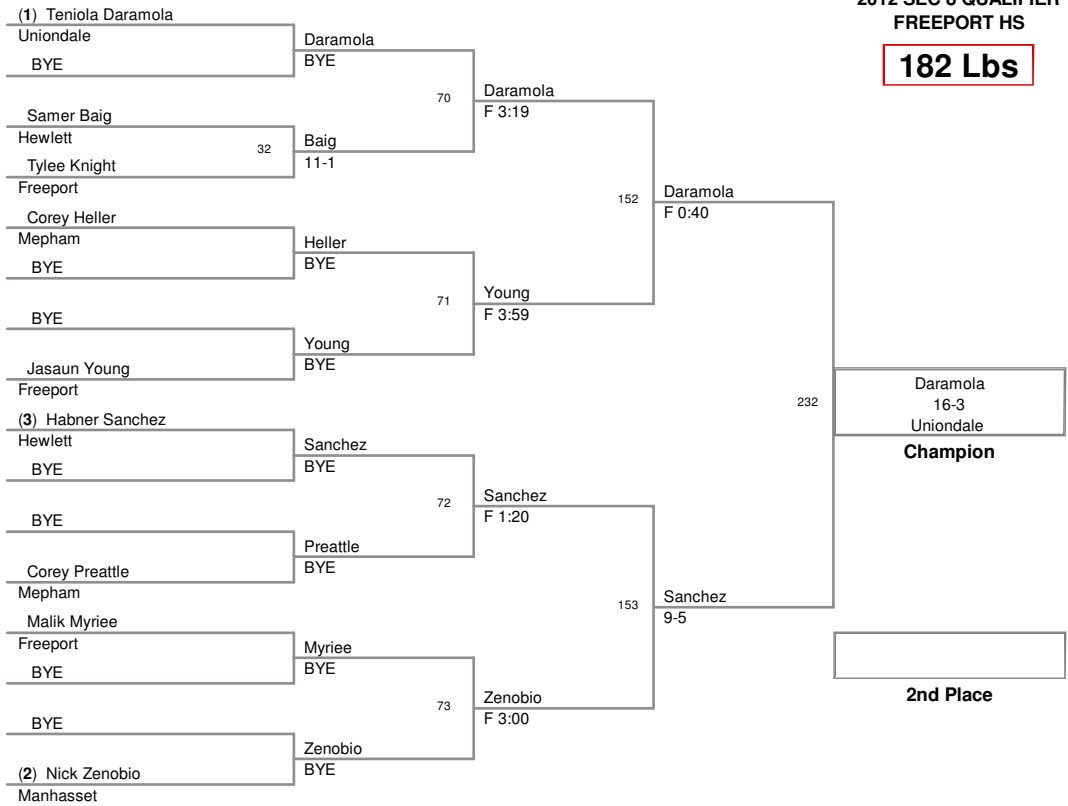 2012 SEC 8 QUALIFIER
FREEPORT HS
182 Lbs
(1) Teniola Daramola
Uniondale
BYE
Samer Baig
Hewlett
Tylee Knight
Freeport
Corey Heller
Mepham
BYE
BYE
Jasaun Young
Freeport
(3) Habner Sanchez
Hewlett
BYE
BYE
Corey Preattle
Mepham
Malik Myriee
Freeport
BYE
BYE
(2) Nick Zenobio
Manhasset
32
Daramola
BYE
Baig
11-1
Heller
BYE
Young
BYE
Sanchez
BYE
Preattle
BYE
Myriee
BYE
Zenobio
BYE
70
71
72
73
Daramola
F 3:19
Young
F 3:59
Sanchez
F 1:20
Zenobio
F 3:00
152
153
Daramola
F 0:40
Sanchez
9-5
232
Daramola
16-3
Uniondale
Champion
2nd Place